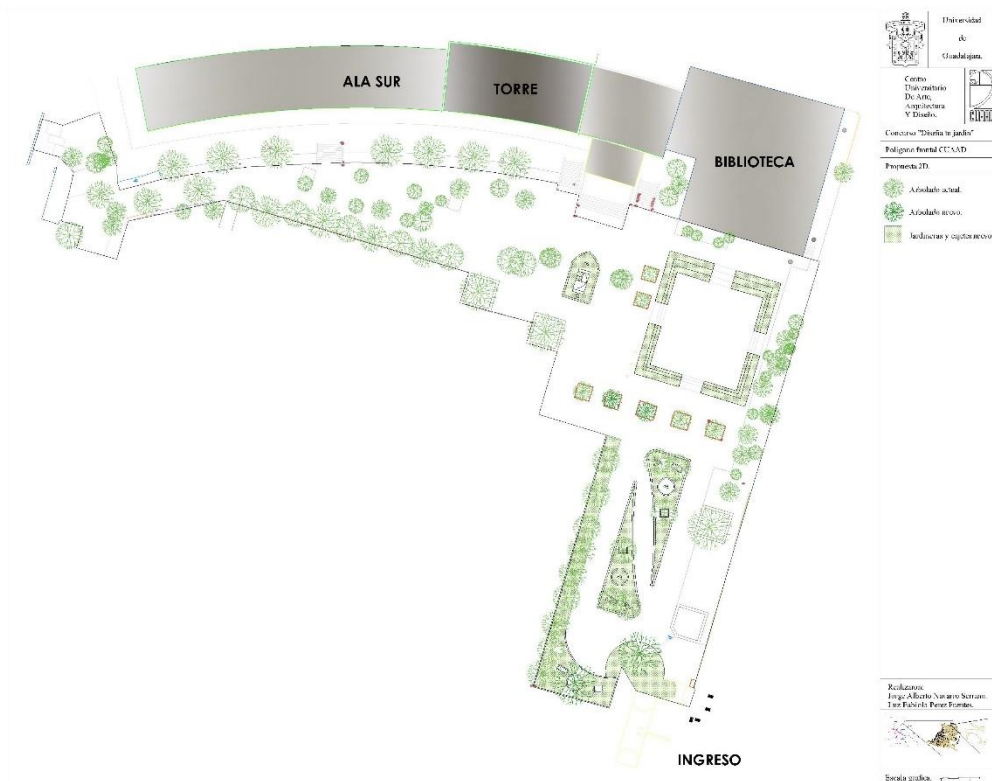 ALA SUR
TORRE
BIBLIOTECA
INGRESO
Universidad
de
Guadalajara.
Centro
Universitario
De Arte,
Arquitectura
Y Diseño.
Concurso "Diseña tu jardín"
Polígono frontal CUAAD
Propuesta 2D.
Arbolado actual.
Arbolado nuevo.
Jardineras y cajetes nuevo
Realizaron:
Jorge Alberto Navarro Serrano.
Luz Fabiola Perez Fuentes.
Escala grafica.